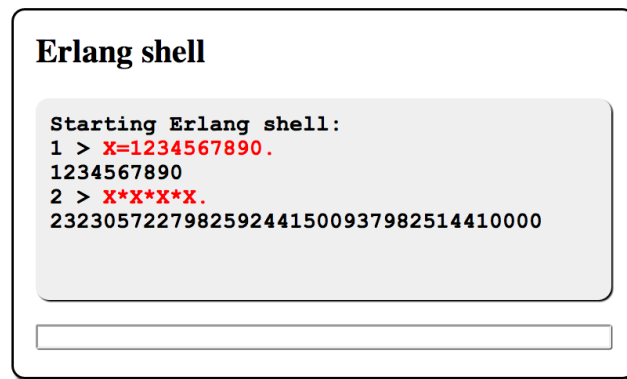 Erlang shell
Starting Erlang shell:
1 > X=1234567890.
1234567890
2 > X*X*X*X.
2323057227982592441500937982514410000